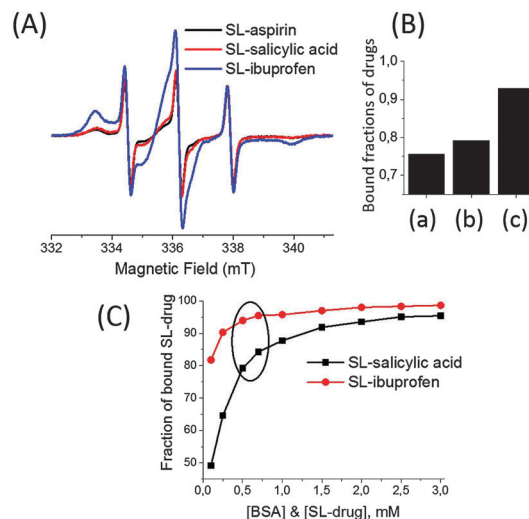 (A)
SL-aspirin
SL-salicylic acid
SL-ibuprofen
332 334 336 338 340
Magnetic Field (mT)
(B)
Bound fractions of drugs
1,0
0,9
0,8
0,7
(a) (b) (c)
(C)
Fraction of bound SL-drug
100
90
80
70
60
50
SL-salicylic acid
SL-ibuprofen
0,0 0,5 1,0 1,5 2,0 2,5 3,0
[BSA] & [SL-drug], mM